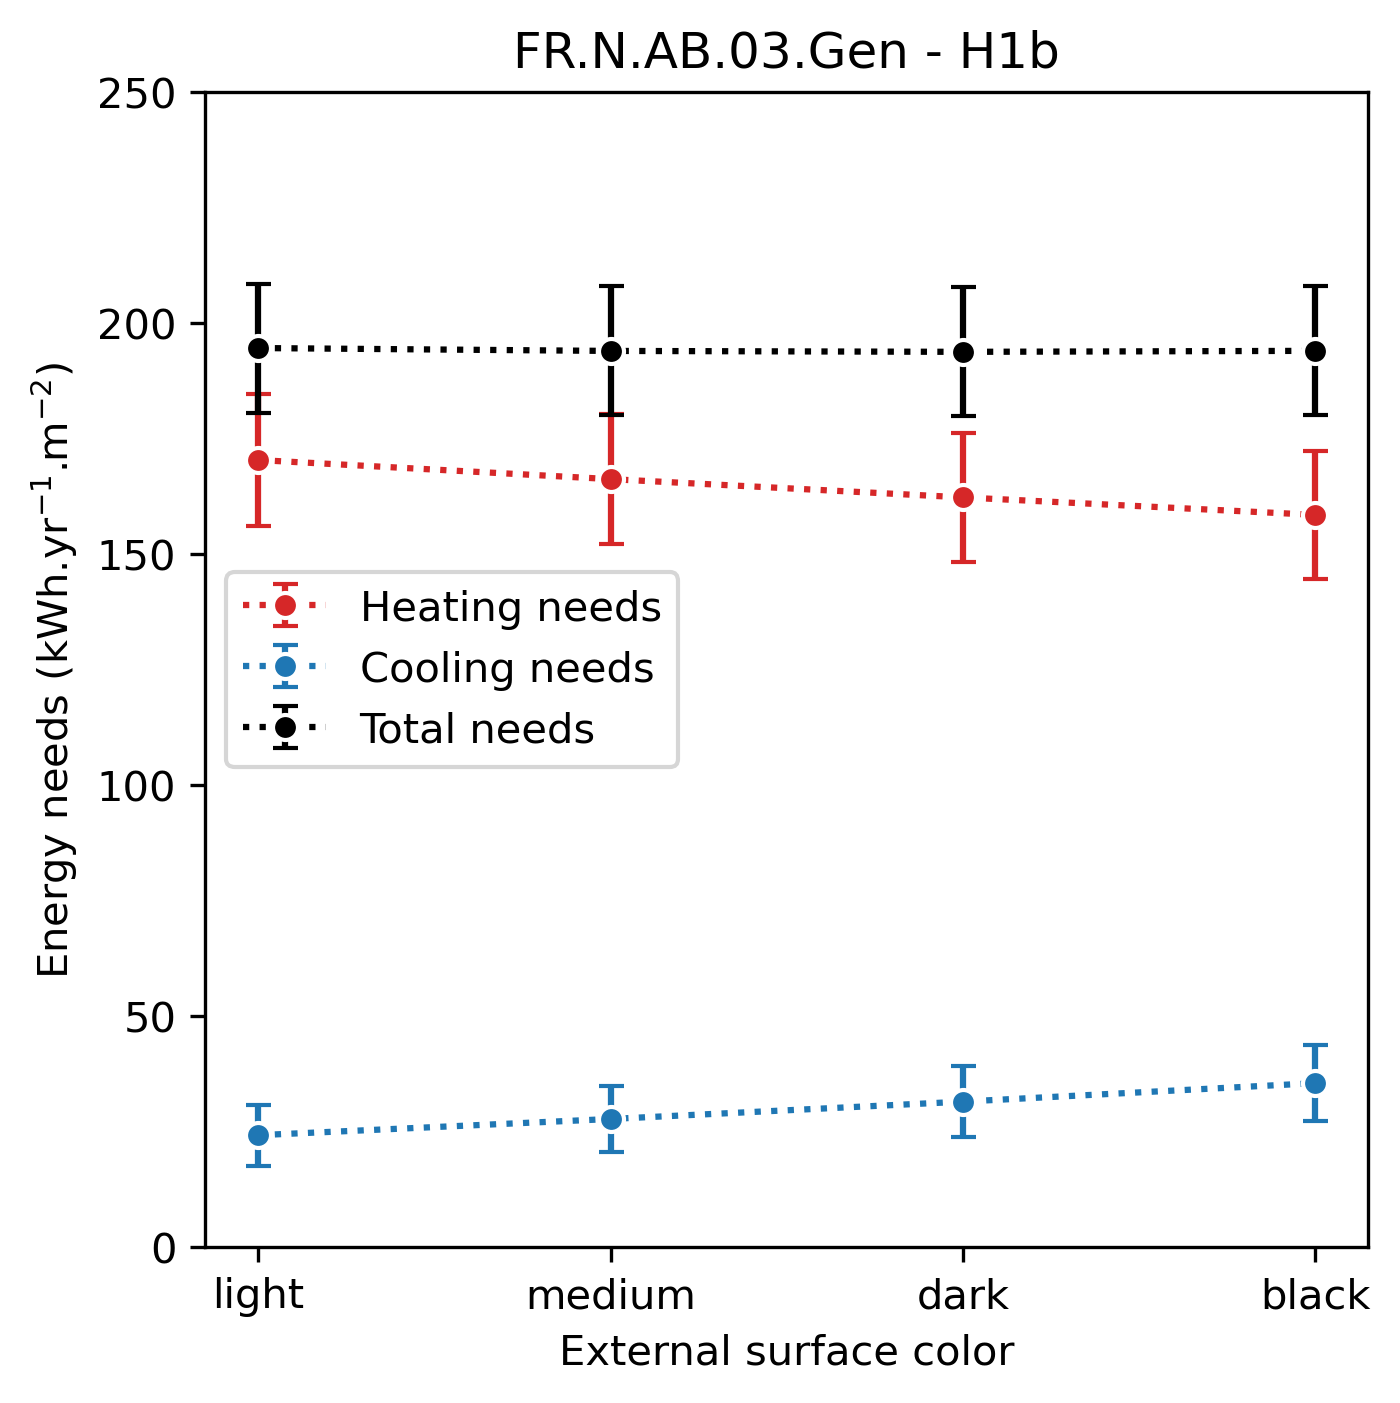 FR.N.AB.03.Gen - H1b
250
200
150
100
50
0
Energy needs (kWh.yr⁻¹.m⁻²)
Heating needs
Cooling needs
Total needs
light medium dark black
External surface color